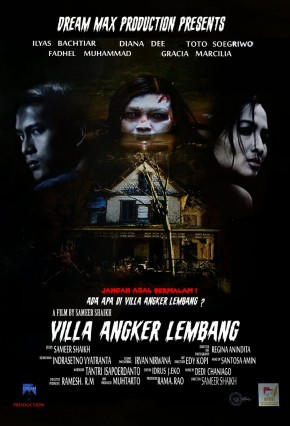 DREAM MAX PRODUCTION PRESENTS
ILYAS BACHTIAR DIANA DEE TOTO SOEGRIWO
FADHEL MUHAMMAD GRACIA MARCILIA
JANGAN ASAL BERMALAM !
ADA APA DI VILLA ANGKER LEMBANG ?
A FILM BY SAMEER SHAIKH
VILLA ANGKER LEMBANG
SAMEER SHAIKH REGINA ANINDITA
INDRASETNO VYATRANTA IRVAN NIRWANA EDY KOPI SANTOSA AMIN
TANTRI ISAPOERDANTO IDRUS J.EKO DEDI CHANIAGO
RAMESH. R.M MUHTARTO RAMA.RAO SAMEER SHAIKH
PRODUCTION